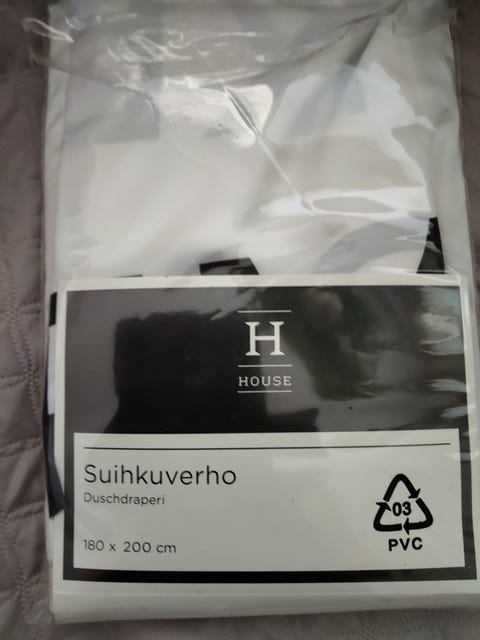 H
HOUSE
Suihkuverho
Duschdraperi
180 x 200 cm
03
PVC